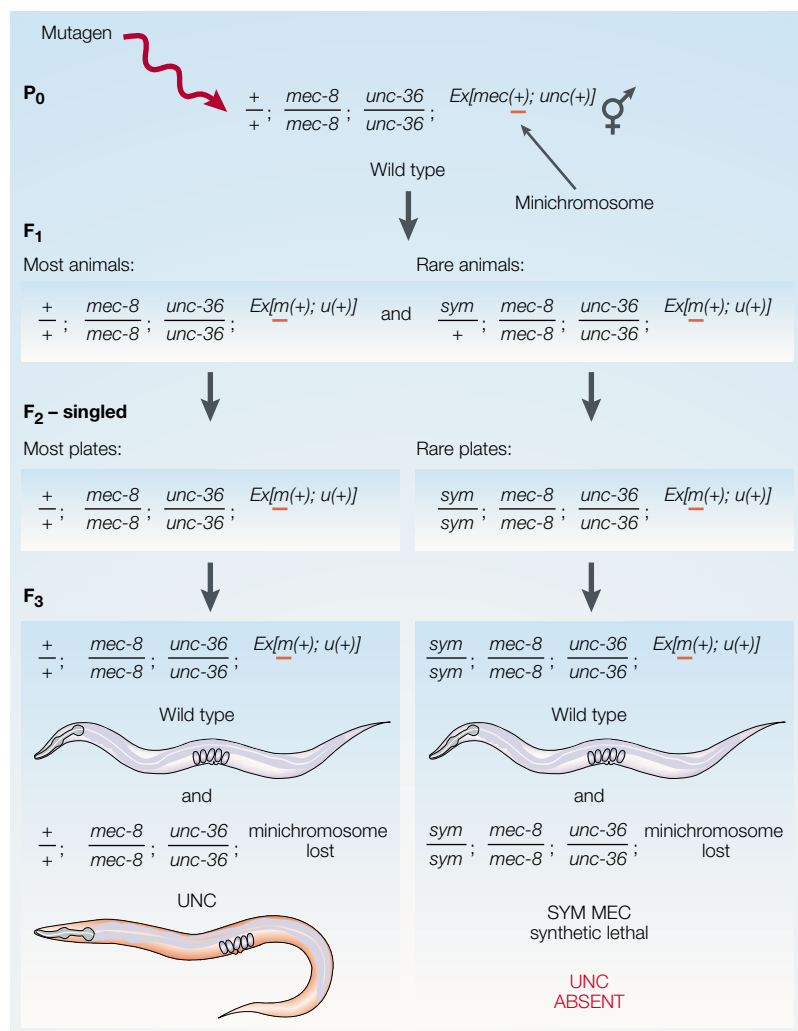 Mutagen
P0
+ ; mec-8 ; unc-36 ; Ex[mec(+); unc(+)]
+ mec-8 unc-36
Wild type
Minichromosome
F1
Most animals:
Rare animals:
+ ; mec-8 ; unc-36 ; Ex[m(+); u(+)] and sym ; mec-8 ; unc-36 ; Ex[m(+); u(+)]
+ mec-8 unc-36 + mec-8 unc-36
F2 – singled
Most plates:
Rare plates:
+ ; mec-8 ; unc-36 ; Ex[m(+); u(+)]
+ mec-8 unc-36
sym ; mec-8 ; unc-36 ; Ex[m(+); u(+)]
sym mec-8 unc-36
F3
+ ; mec-8 ; unc-36 ; Ex[m(+); u(+)]
+ mec-8 unc-36
Wild type
and
+ ; mec-8 ; unc-36 ; minichromosome
+ mec-8 unc-36 lost
UNC
sym ; mec-8 ; unc-36 ; Ex[m(+); u(+)]
sym mec-8 unc-36
Wild type
and
sym ; mec-8 ; unc-36 ; minichromosome
sym mec-8 unc-36 lost
SYM MEC
synthetic lethal
UNC
ABSENT